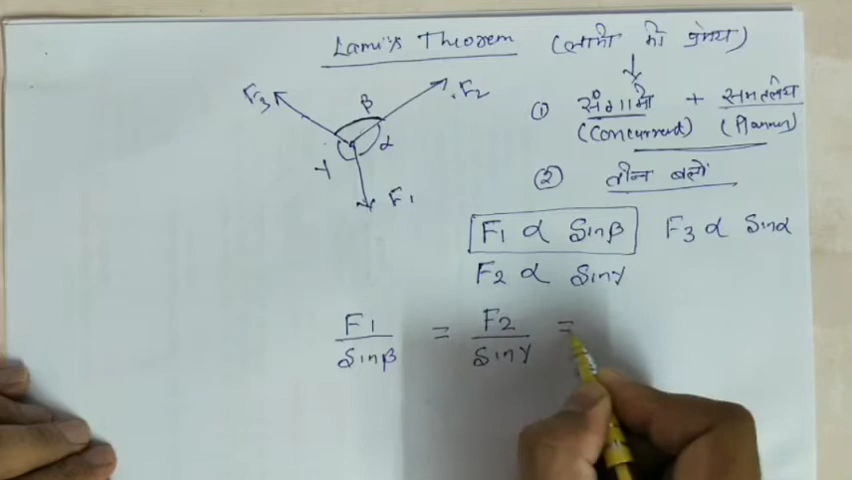 Lami's Theorem (लामी की प्रमेय)
① संगामी + समतलीय
(Concurrent) (Planner)
② तीन बलों
F3
β
F2
α
γ
F1
F1 ∝ Sinβ F3 ∝ Sinα
F2 ∝ Sinγ
F1/Sinβ = F2/Sinγ =